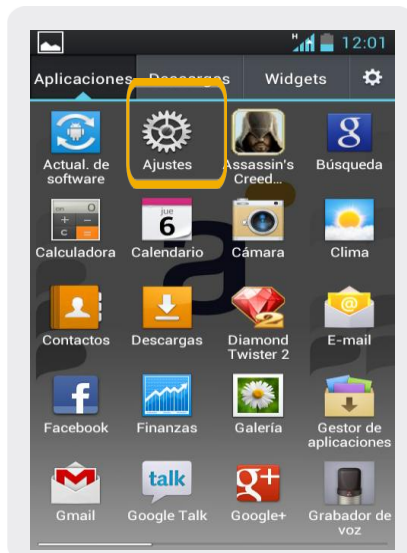 H 12:01
Aplicaciones Descargas Widgets
Actual. de
software
Ajustes
Assassin's
Creed...
8
Búsqueda
Calculadora
jue
6
Calendario
Cámara
Clima
Contactos
Descargas
2
Diamond
Twister 2
@
E-mail
f
Facebook
Finanzas
Galería
Gestor de
aplicaciones
M
Gmail
talk
Google Talk
g+
Google+
Grabador de
voz